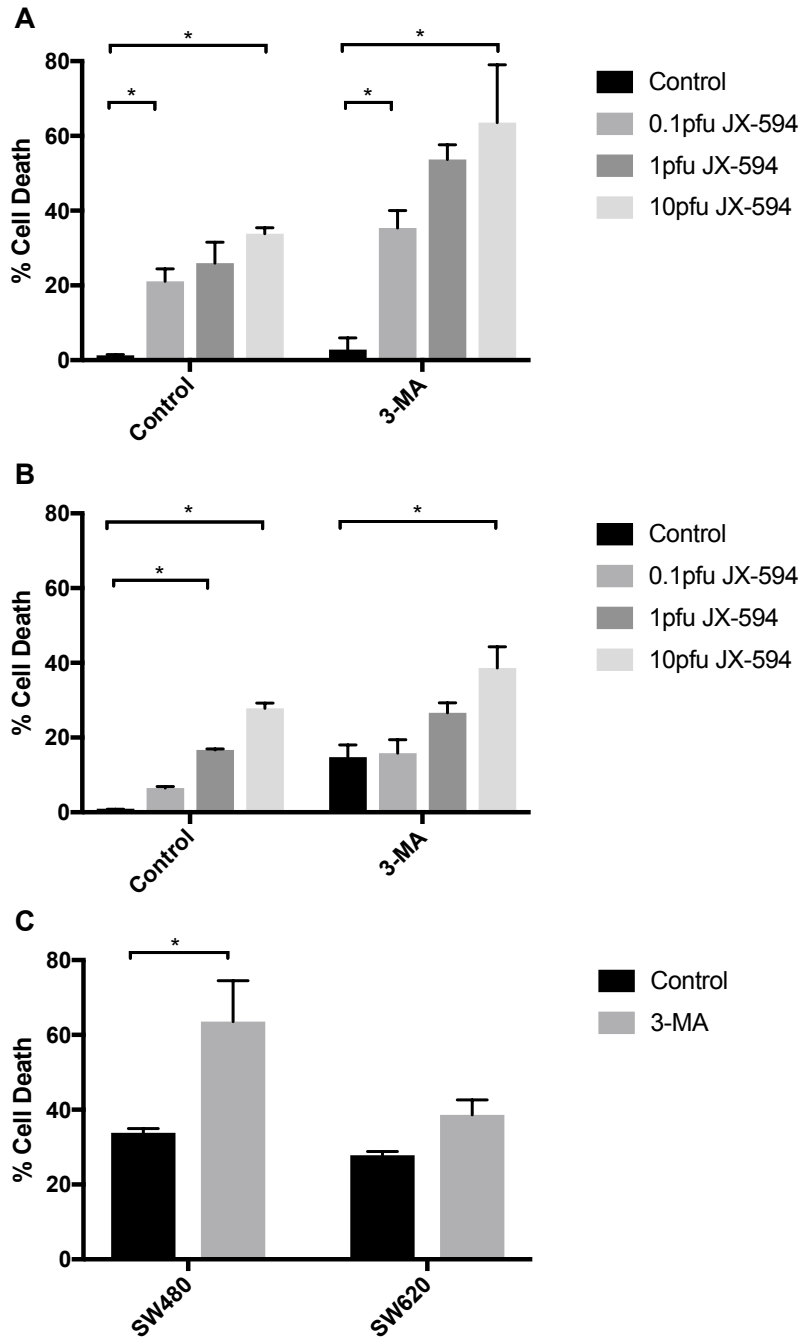 A
* *
* *
80
60
40
20
0
% Cell Death
Control 3-MA
Control
0.1pfu JX-594
1pfu JX-594
10pfu JX-594
B
* *
*
80
60
40
20
0
% Cell Death
Control 3-MA
Control
0.1pfu JX-594
1pfu JX-594
10pfu JX-594
C
*
80
60
40
20
0
% Cell Death
SW480 SW620
Control
3-MA